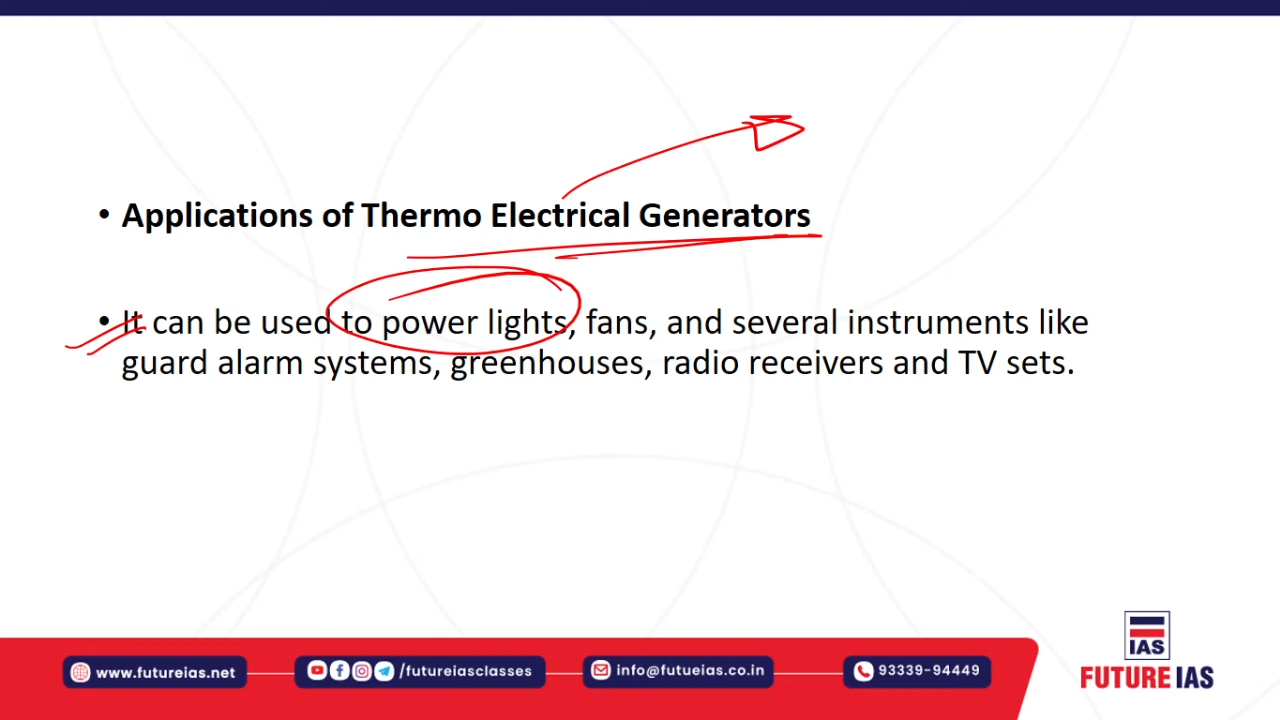 • Applications of Thermo Electrical Generators
• It can be used to power lights, fans, and several instruments like
guard alarm systems, greenhouses, radio receivers and TV sets.
IAS
FUTURE IAS
www.futureias.net
/futureiasclasses
info@futueias.co.in
93339-94449